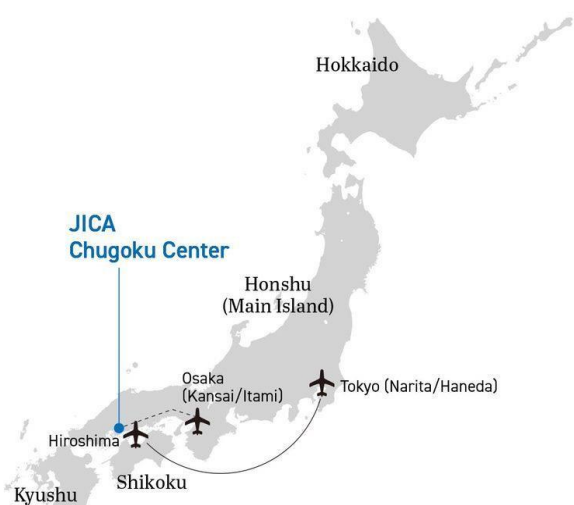 Hokkaido
JICA
Chugoku Center
Honshu
(Main Island)
Osaka
(Kansai/Itami)
Tokyo (Narita/Haneda)
Hiroshima
Shikoku
Kyushu